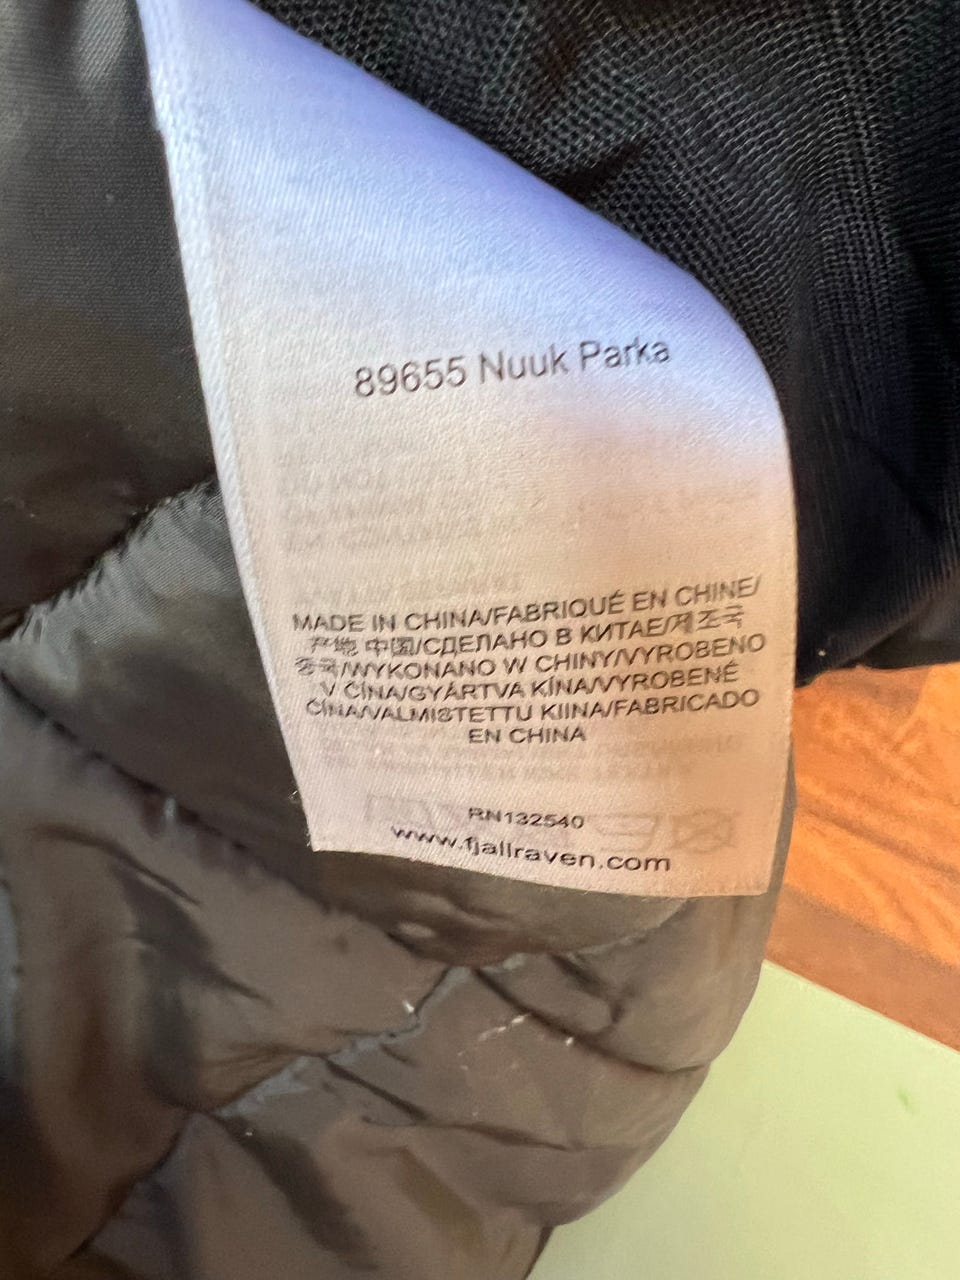 89655 Nuuk Parka
MADE IN CHINA/FABRIQUÉ EN CHINE/
产地 中国/СДЕЛАНО В КИТАЕ/제조국
중국/WYKONANO W CHINY/VYROBENO
V ČÍNA/GYÁRTVA KÍNA/VYROBENÉ
ČÍNA/VALMISTETTU KIINA/FABRICADO
EN CHINA
RN132540
www.fjallraven.com